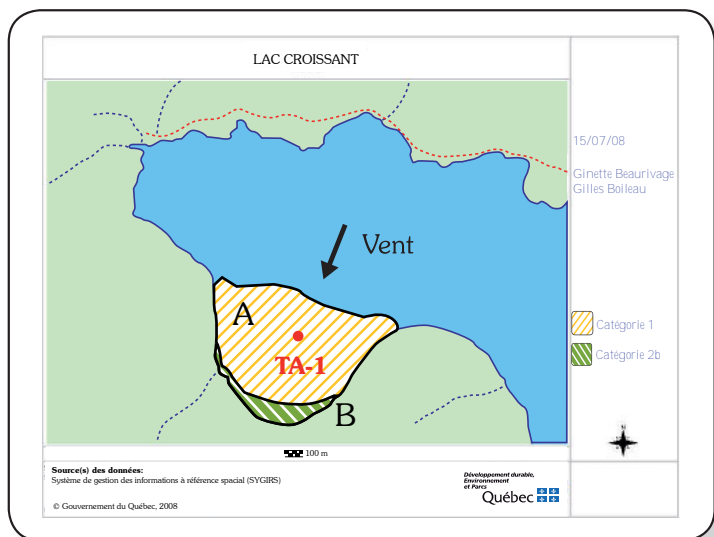 LAC CROISSANT
15/07/08
Ginette Beaurivage
Gilles Boileau
Vent
A
TA-1
B
Catégorie 1
Catégorie 2b
N
100 m
Source(s) des données:
Système de gestion des informations à référence spacial (SYGIRS)
© Gouvernement du Québec, 2008
Développement durable,
Environnement
et Parcs
Québec